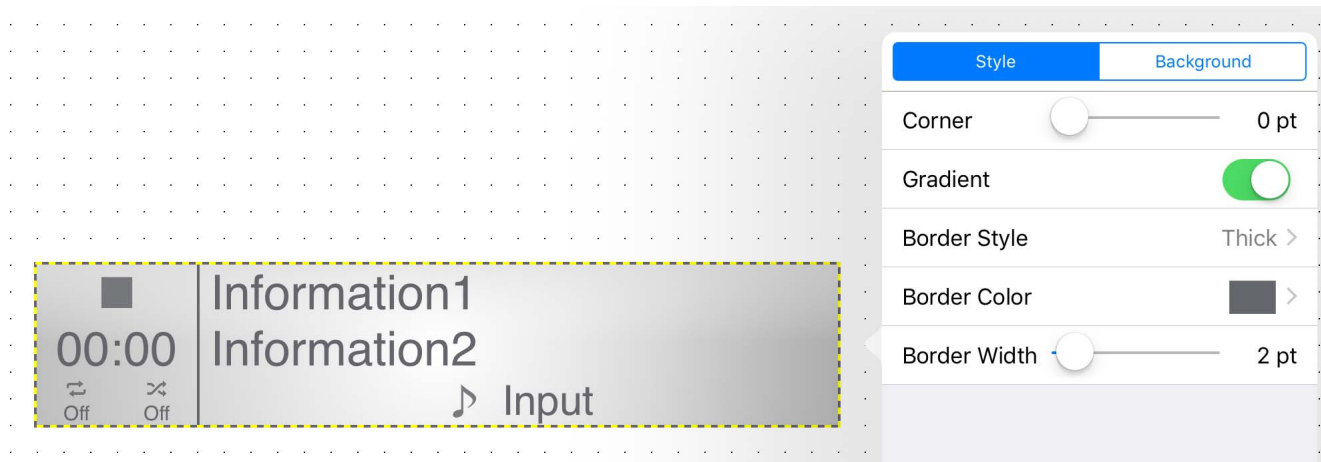 Style Background
Corner 0 pt
Gradient
Border Style Thick >
Border Color >
Border Width 2 pt
Information1
00:00 Information2
Off Off
Input